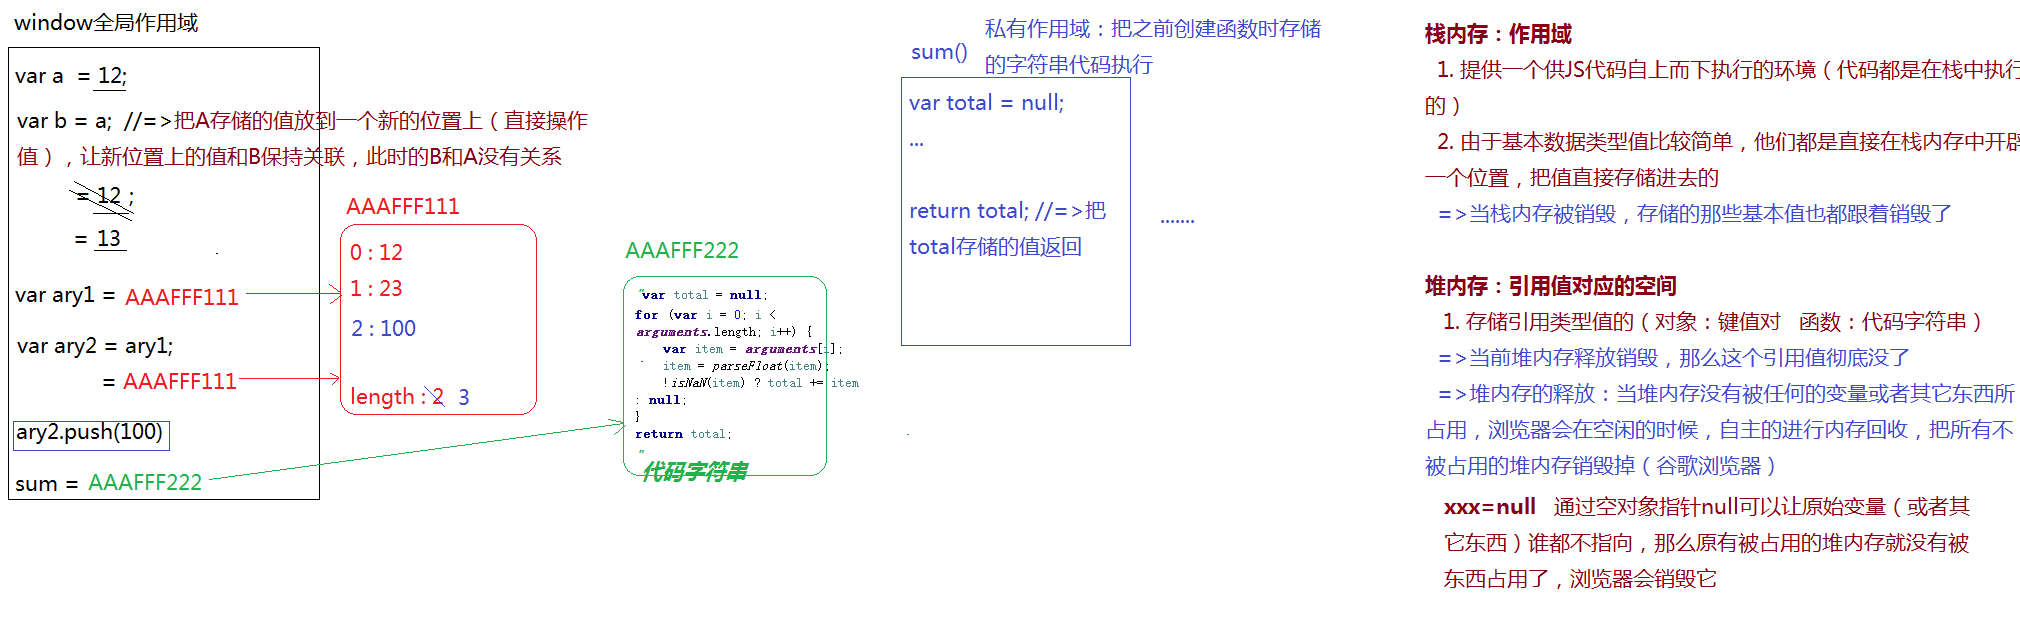 window全局作用域
var a = 12;
var b = a; //=>把A存储的值放到一个新的位置上（直接操作
值），让新位置上的值和B保持关联，此时的B和A没有关系
= 12 ;
= 13
var ary1 = AAAFFF111
var ary2 = ary1;
= AAAFFF111
ary2.push(100)
sum = AAAFFF222
AAAFFF111
0 : 12
1 : 23
2 : 100
length : 2 3
AAAFFF222
"var total = null;
for (var i = 0; i <
arguments.length; i++) {
var item = arguments[i];
item = parseFloat(item);
!isNaN(item) ? total += item
: null;
}
return total;
"
代码字符串
sum()
私有作用域：把之前创建函数时存储
的字符串代码执行
var total = null;
...
return total; //=>把
total存储的值返回
.......
栈内存：作用域
1. 提供一个供JS代码自上而下执行的环境（代码都是在栈中执行
的）
2. 由于基本数据类型值比较简单，他们都是直接在栈内存中开辟
一个位置，把值直接存储进去的
=>当栈内存被销毁，存储的那些基本值也都跟着销毁了
堆内存：引用值对应的空间
1. 存储引用类型值的（对象：键值对 函数：代码字符串）
=>当前堆内存释放销毁，那么这个引用值彻底没了
=>堆内存的释放：当堆内存没有被任何的变量或者其它东西所
占用，浏览器会在空闲的时候，自主的进行内存回收，把所有不
被占用的堆内存销毁掉（谷歌浏览器）
xxx=null 通过空对象指针null可以让原始变量（或者其
它东西）谁都不指向，那么原有被占用的堆内存就没有被
东西占用了，浏览器会销毁它